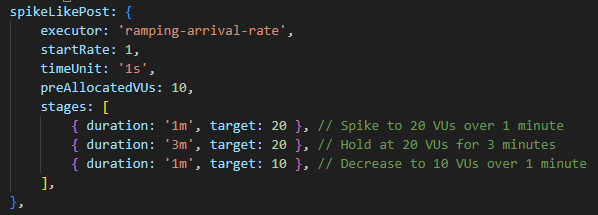 spikeLikePost: {
executor: 'ramping-arrival-rate',
startRate: 1,
timeUnit: '1s',
preAllocatedVUs: 10,
stages: [
{ duration: '1m', target: 20 }, // Spike to 20 VUs over 1 minute
{ duration: '3m', target: 20 }, // Hold at 20 VUs for 3 minutes
{ duration: '1m', target: 10 }, // Decrease to 10 VUs over 1 minute
],
},